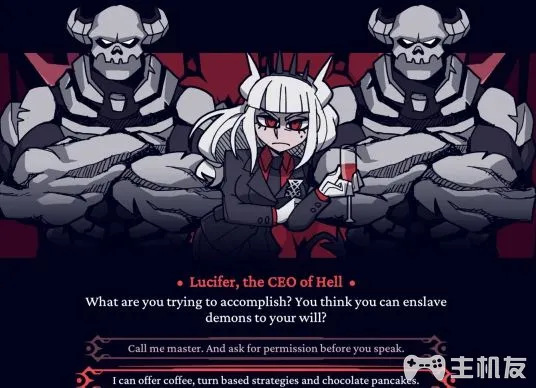 • Lucifer, the CEO of Hell •
What are you trying to accomplish? You think you can enslave
demons to your will?
Call me master. And ask for permission before you speak.
I can offer coffee, turn based strategies and chocolate pancakes.
主机友